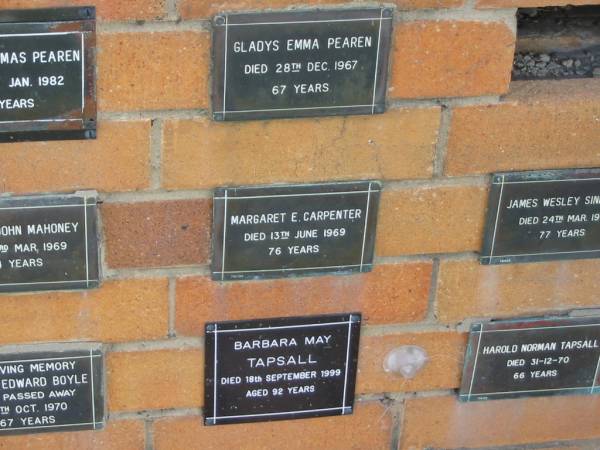 MAS PEAREN
JAN. 1982
YEARS
GLADYS EMMA PEAREN
DIED 28TH DEC. 1967
67 YEARS
OHN MAHONEY
RD MAR, 1969
YEARS
MARGARET E. CARPENTER
DIED 13TH JUNE 1969
76 YEARS
JAMES WESLEY SIN
DIED 24TH MAR. 19
77 YEARS
VING MEMORY
EDWARD BOYLE
PASSED AWAY
TH OCT. 1970
67 YEARS
BARBARA MAY
TAPSALL
DIED 18th SEPTEMBER 1999
AGED 92 YEARS
HAROLD NORMAN TAPSALL
DIED 31-12-70
66 YEARS